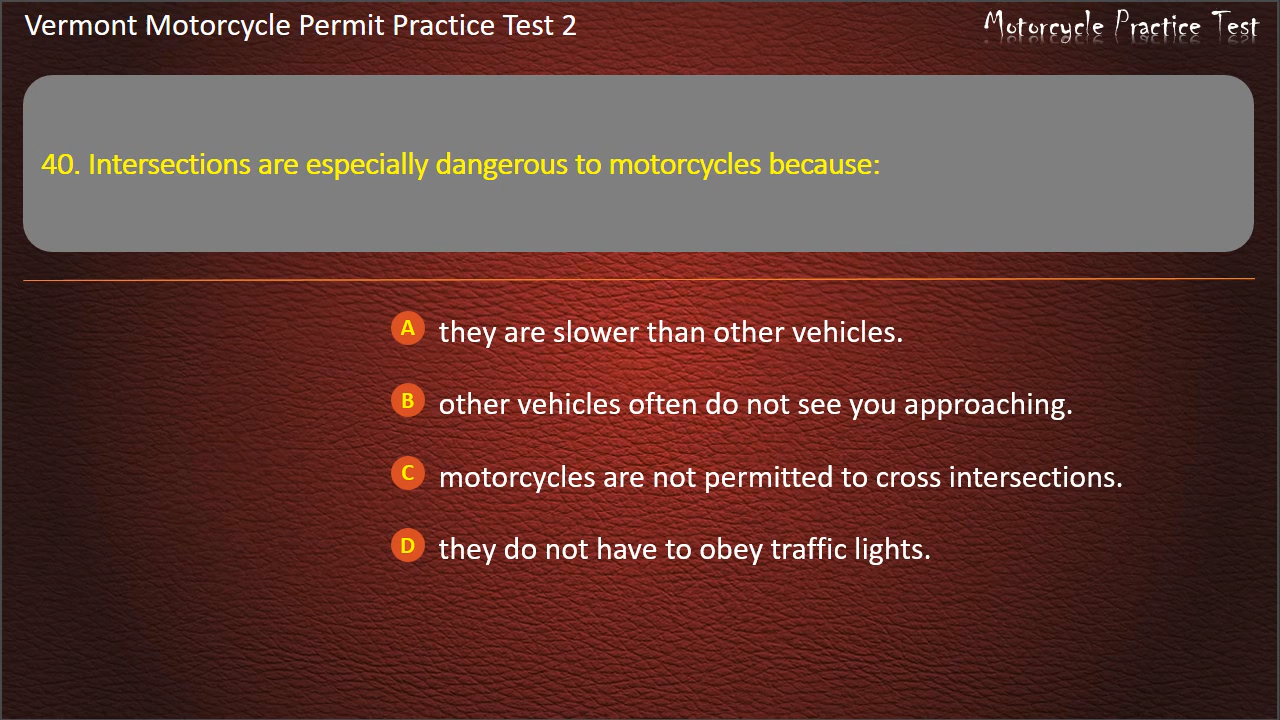 Vermont Motorcycle Permit Practice Test 2
Motorcycle Practice Test
40. Intersections are especially dangerous to motorcycles because:
A they are slower than other vehicles.
B other vehicles often do not see you approaching.
C motorcycles are not permitted to cross intersections.
D they do not have to obey traffic lights.